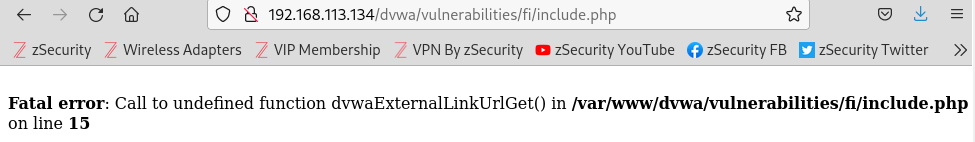 192.168.113.134/dvwa/vulnerabilities/fi/include.php
zSecurity Wireless Adapters VIP Membership VPN By zSecurity zSecurity YouTube zSecurity FB zSecurity Twitter
Fatal error: Call to undefined function dvwaExternalLinkUrlGet() in /var/www/dvwa/vulnerabilities/fi/include.php
on line 15